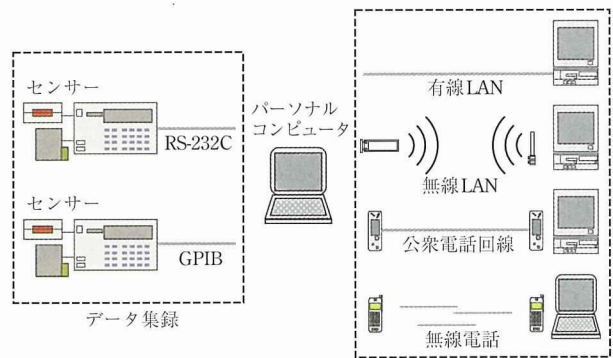 センサー
RS-232C
センサー
GPIB
データ集録
パーソナル
コンピュータ
有線LAN
無線LAN
公衆電話回線
無線電話